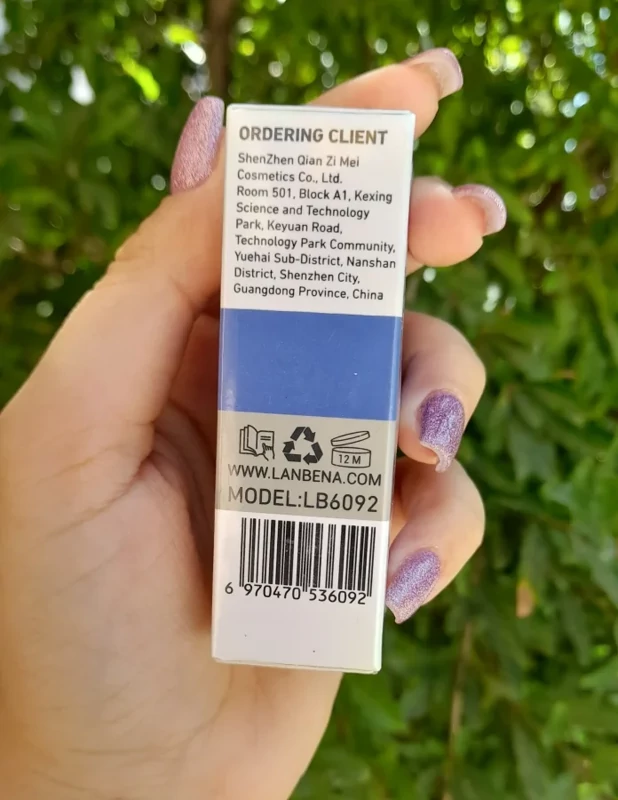 ORDERING CLIENT
ShenZhen Qian Zi Mei
Cosmetics Co., Ltd.
Room 501, Block A1, Kexing
Science and Technology
Park, Keyuan Road,
Technology Park Community,
Yuehai Sub-District, Nanshan
District, Shenzhen City,
Guangdong Province, China
12 M
WWW.LANBENA.COM
MODEL:LB6092
6 970470 536092